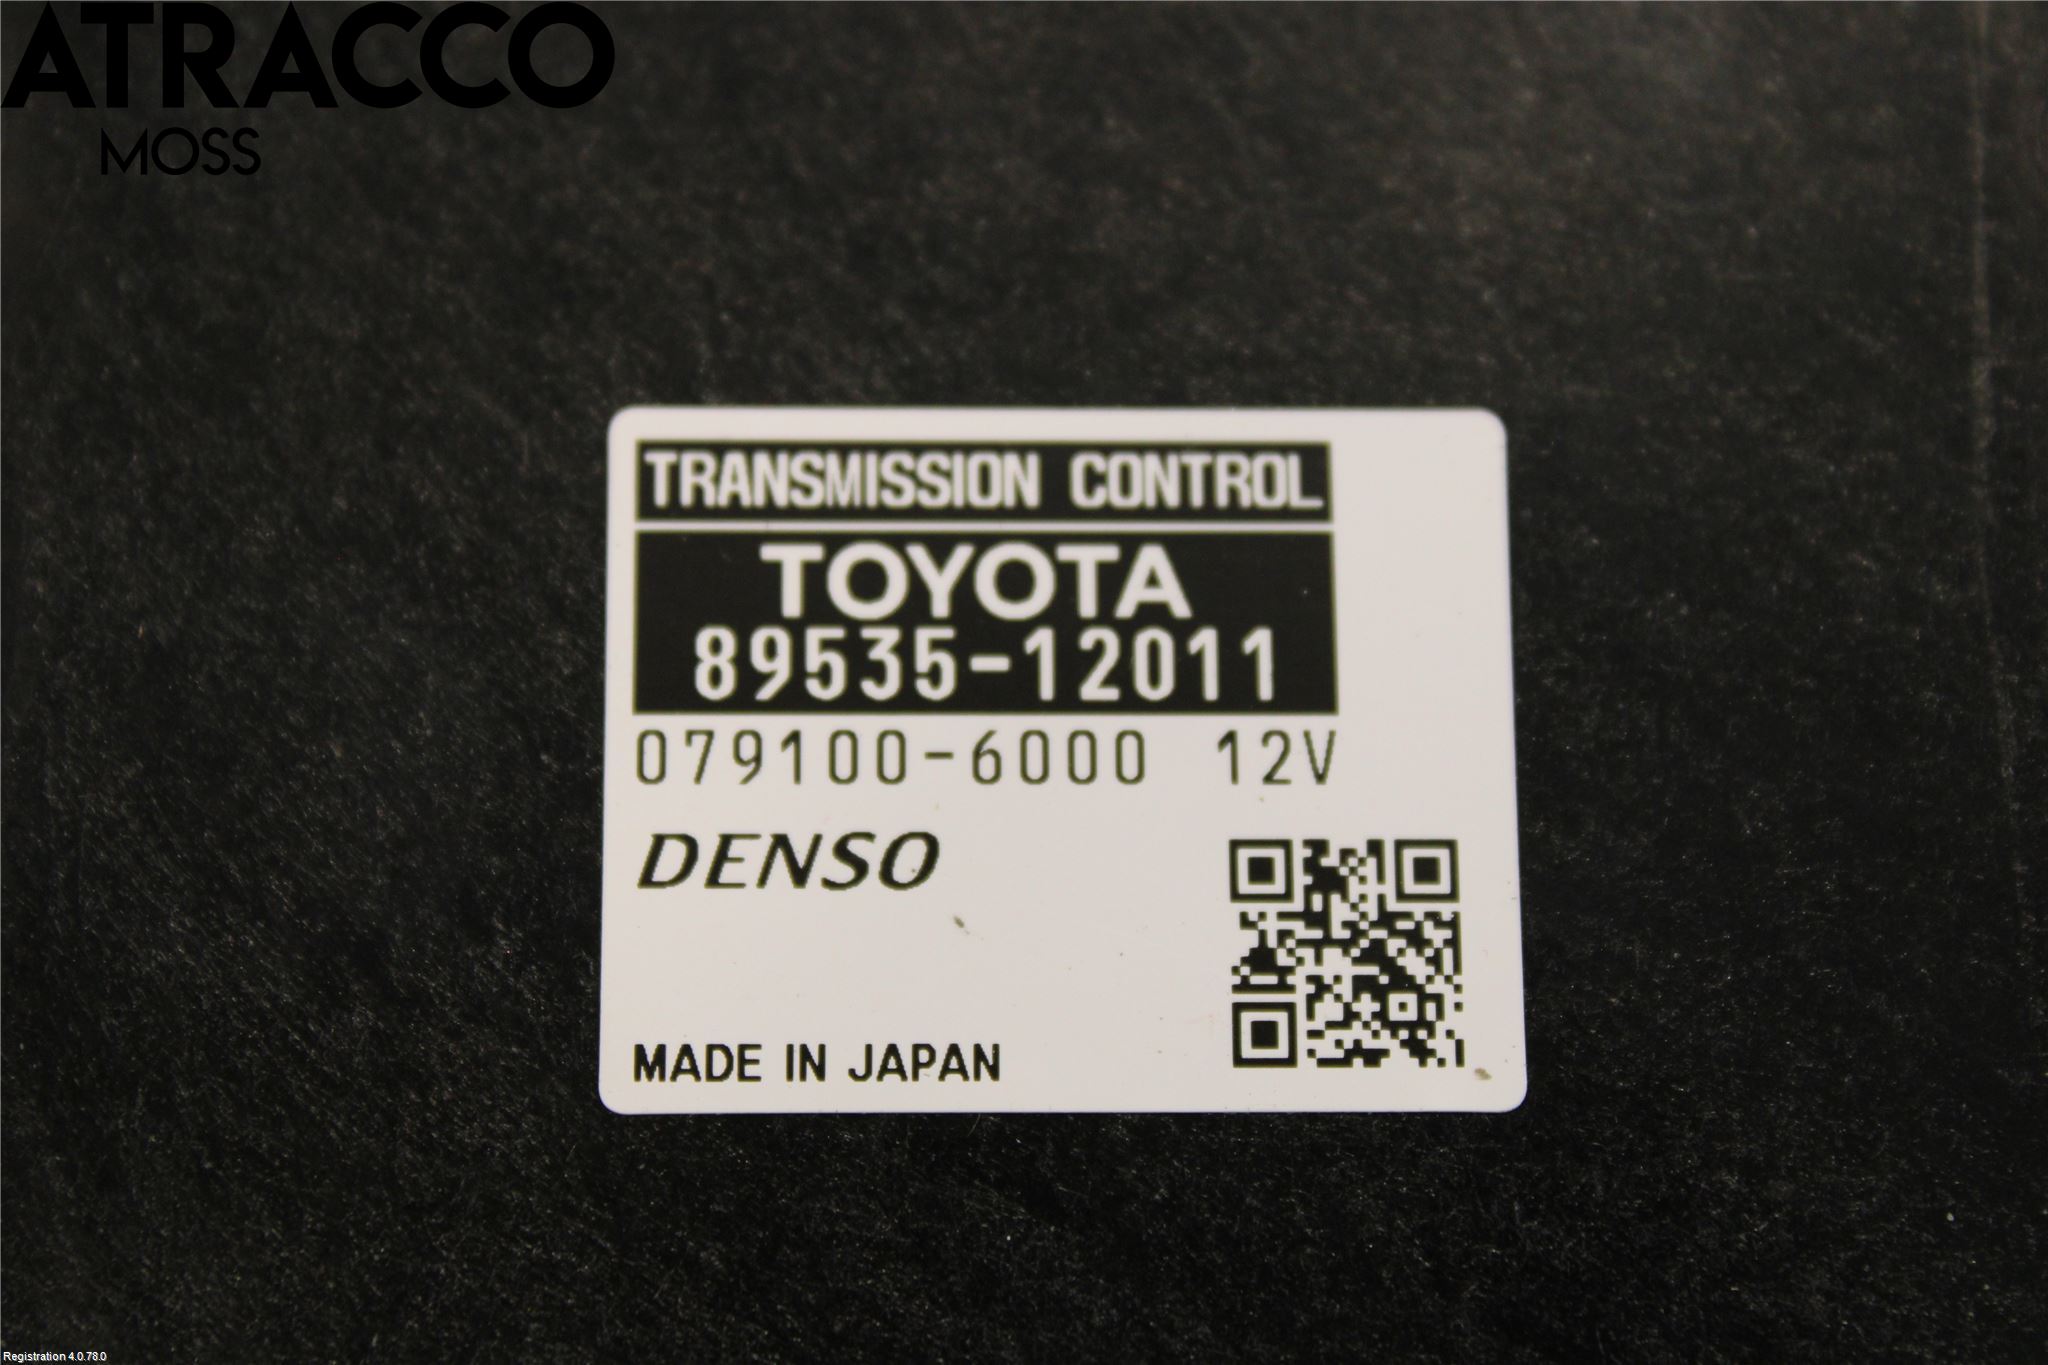 ATRACCO
MOSS
TRANSMISSION CONTROL
TOYOTA
89535-12011
079100-6000 12V
DENSO
MADE IN JAPAN
Registration 4.0.78.0